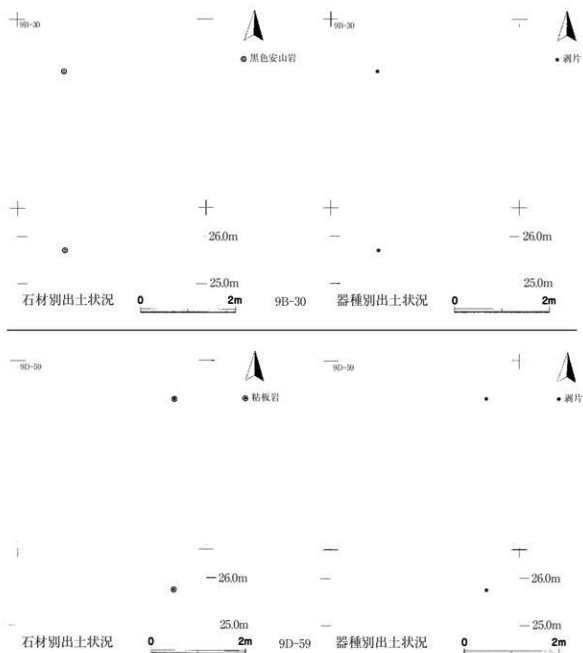 9B-30
黒色安山岩
26.0m
25.0m
石材別出土状況
0 2m
9B-30
9B-30
剥片
26.0m
25.0m
器種別出土状況
0 2m
9D-59
粘板岩
26.0m
25.0m
石材別出土状況
0 2m
9D-59
9D-59
剥片
26.0m
25.0m
器種別出土状況
0 2m